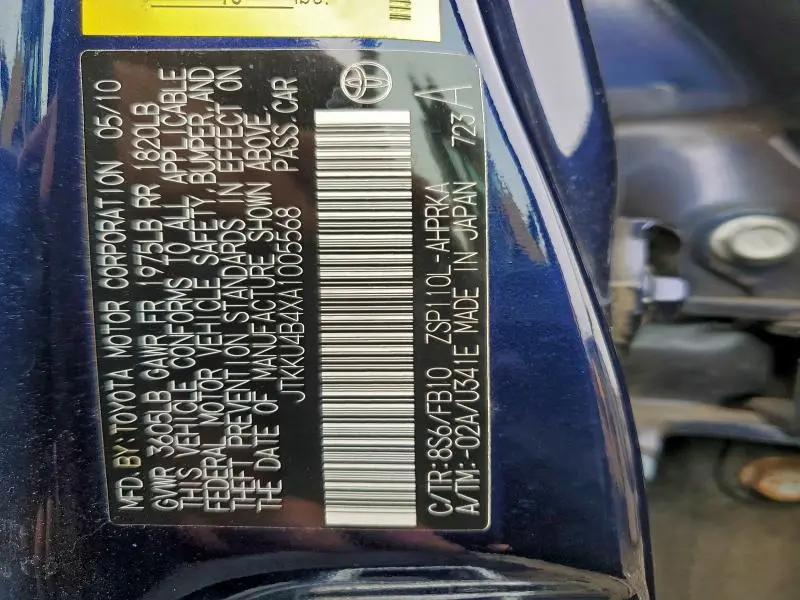 MFD. BY: TOYOTA MOTOR CORPORATION 05/10
GVWR 3605LB GAWR FR 1975LB RR 1820LB
THIS VEHICLE CONFORMS TO ALL APPLICABLE
FEDERAL MOTOR VEHICLE SAFETY, BUMPER, AND
THEFT PREVENTION STANDARDS IN EFFECT ON
THE DATE OF MANUFACTURE SHOWN ABOVE.
JTKKU4B4XA1005568 PASS. CAR
C/TR:8S6/FB10 ZSP110L-AHPRKA
A/TM:-02A/U341E MADE IN JAPAN 723A